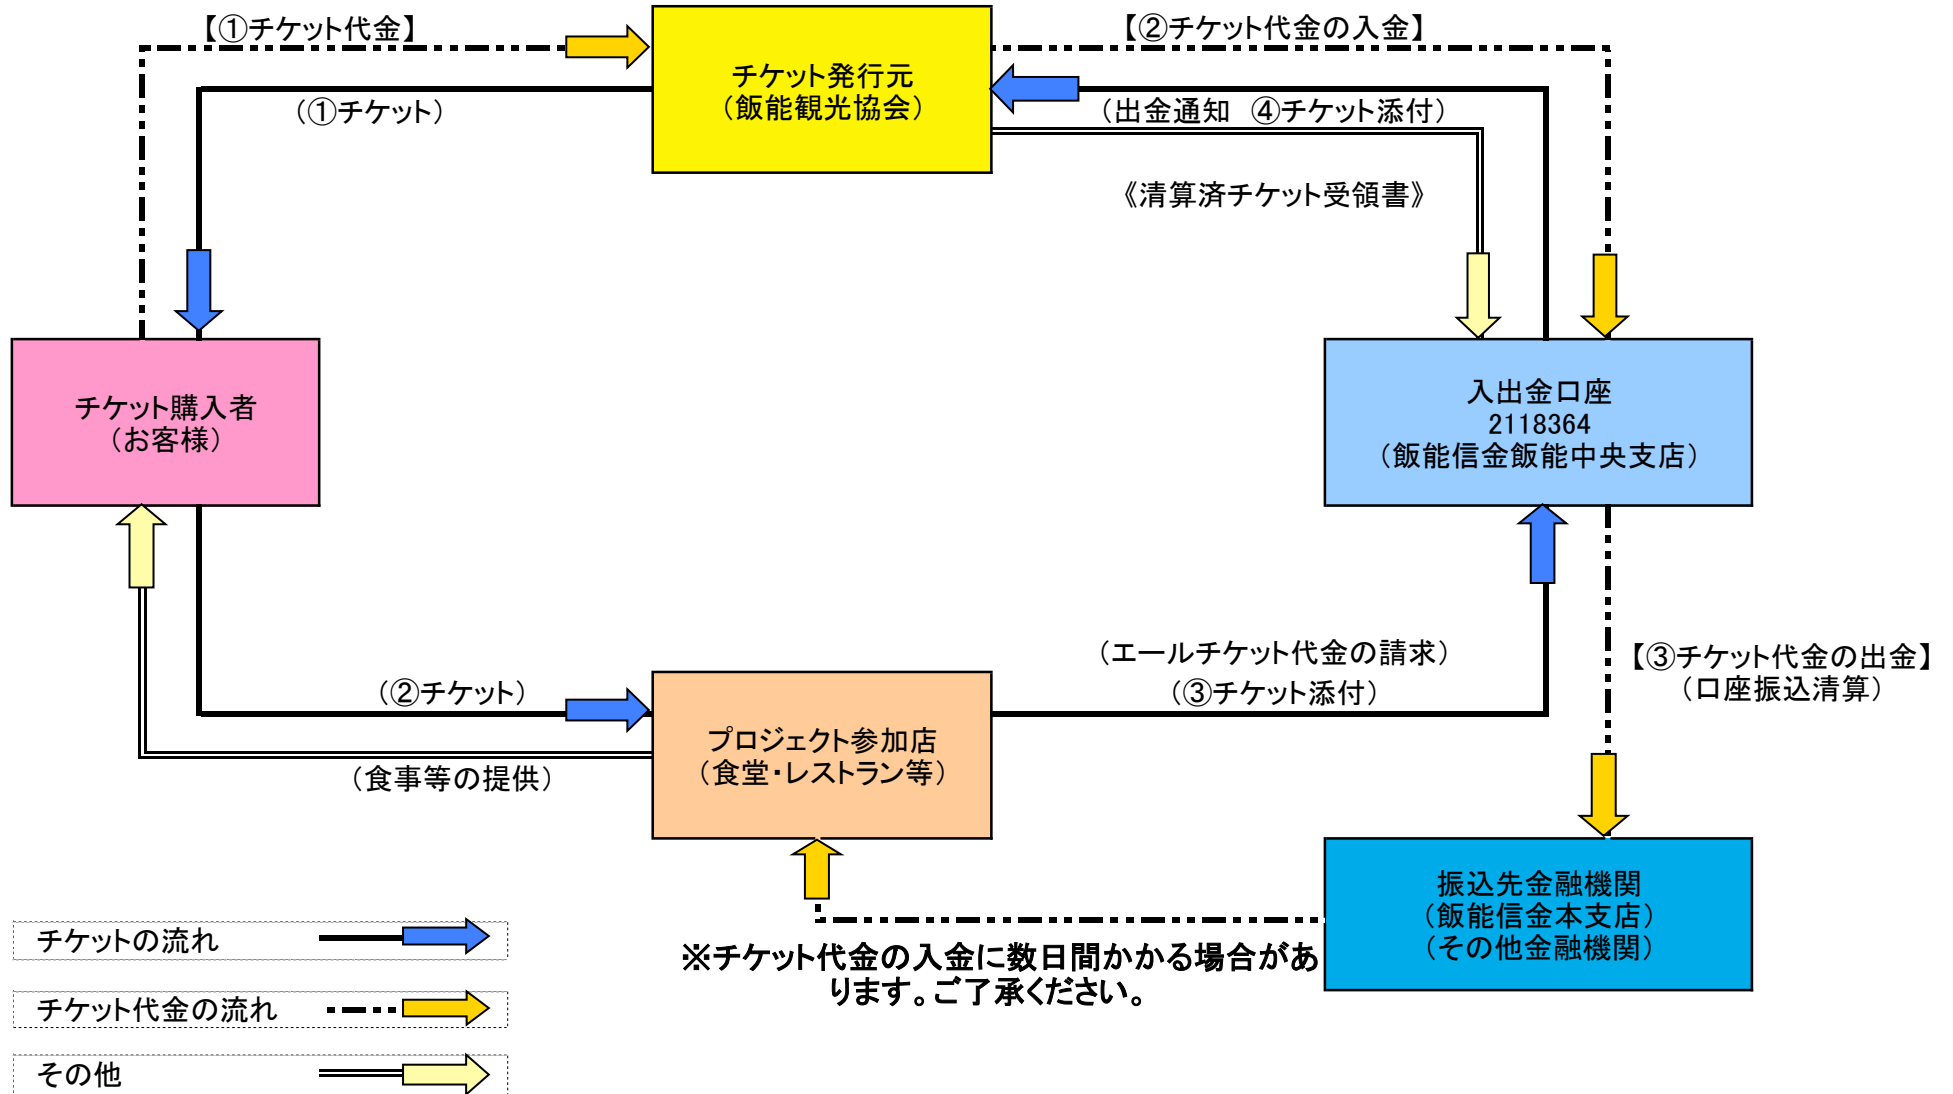 【①チケット代金】
【②チケット代金の入金】
チケット発行元
（飯能観光協会）
（①チケット）
（出金通知　④チケット添付）
《清算済チケット受領書》
チケット購入者
（お客様）
入出金口座
2118364
（飯能信金飯能中央支店）
（エールチケット代金の請求）
（③チケット添付）
【③チケット代金の出金】
（口座振込清算）
（②チケット）
プロジェクト参加店
（食堂・レストラン等）
（食事等の提供）
振込先金融機関
（飯能信金本支店）
（その他金融機関）
※チケット代金の入金に数日間かかる場合があ
ります。ご了承ください。
チケットの流れ
チケット代金の流れ
その他